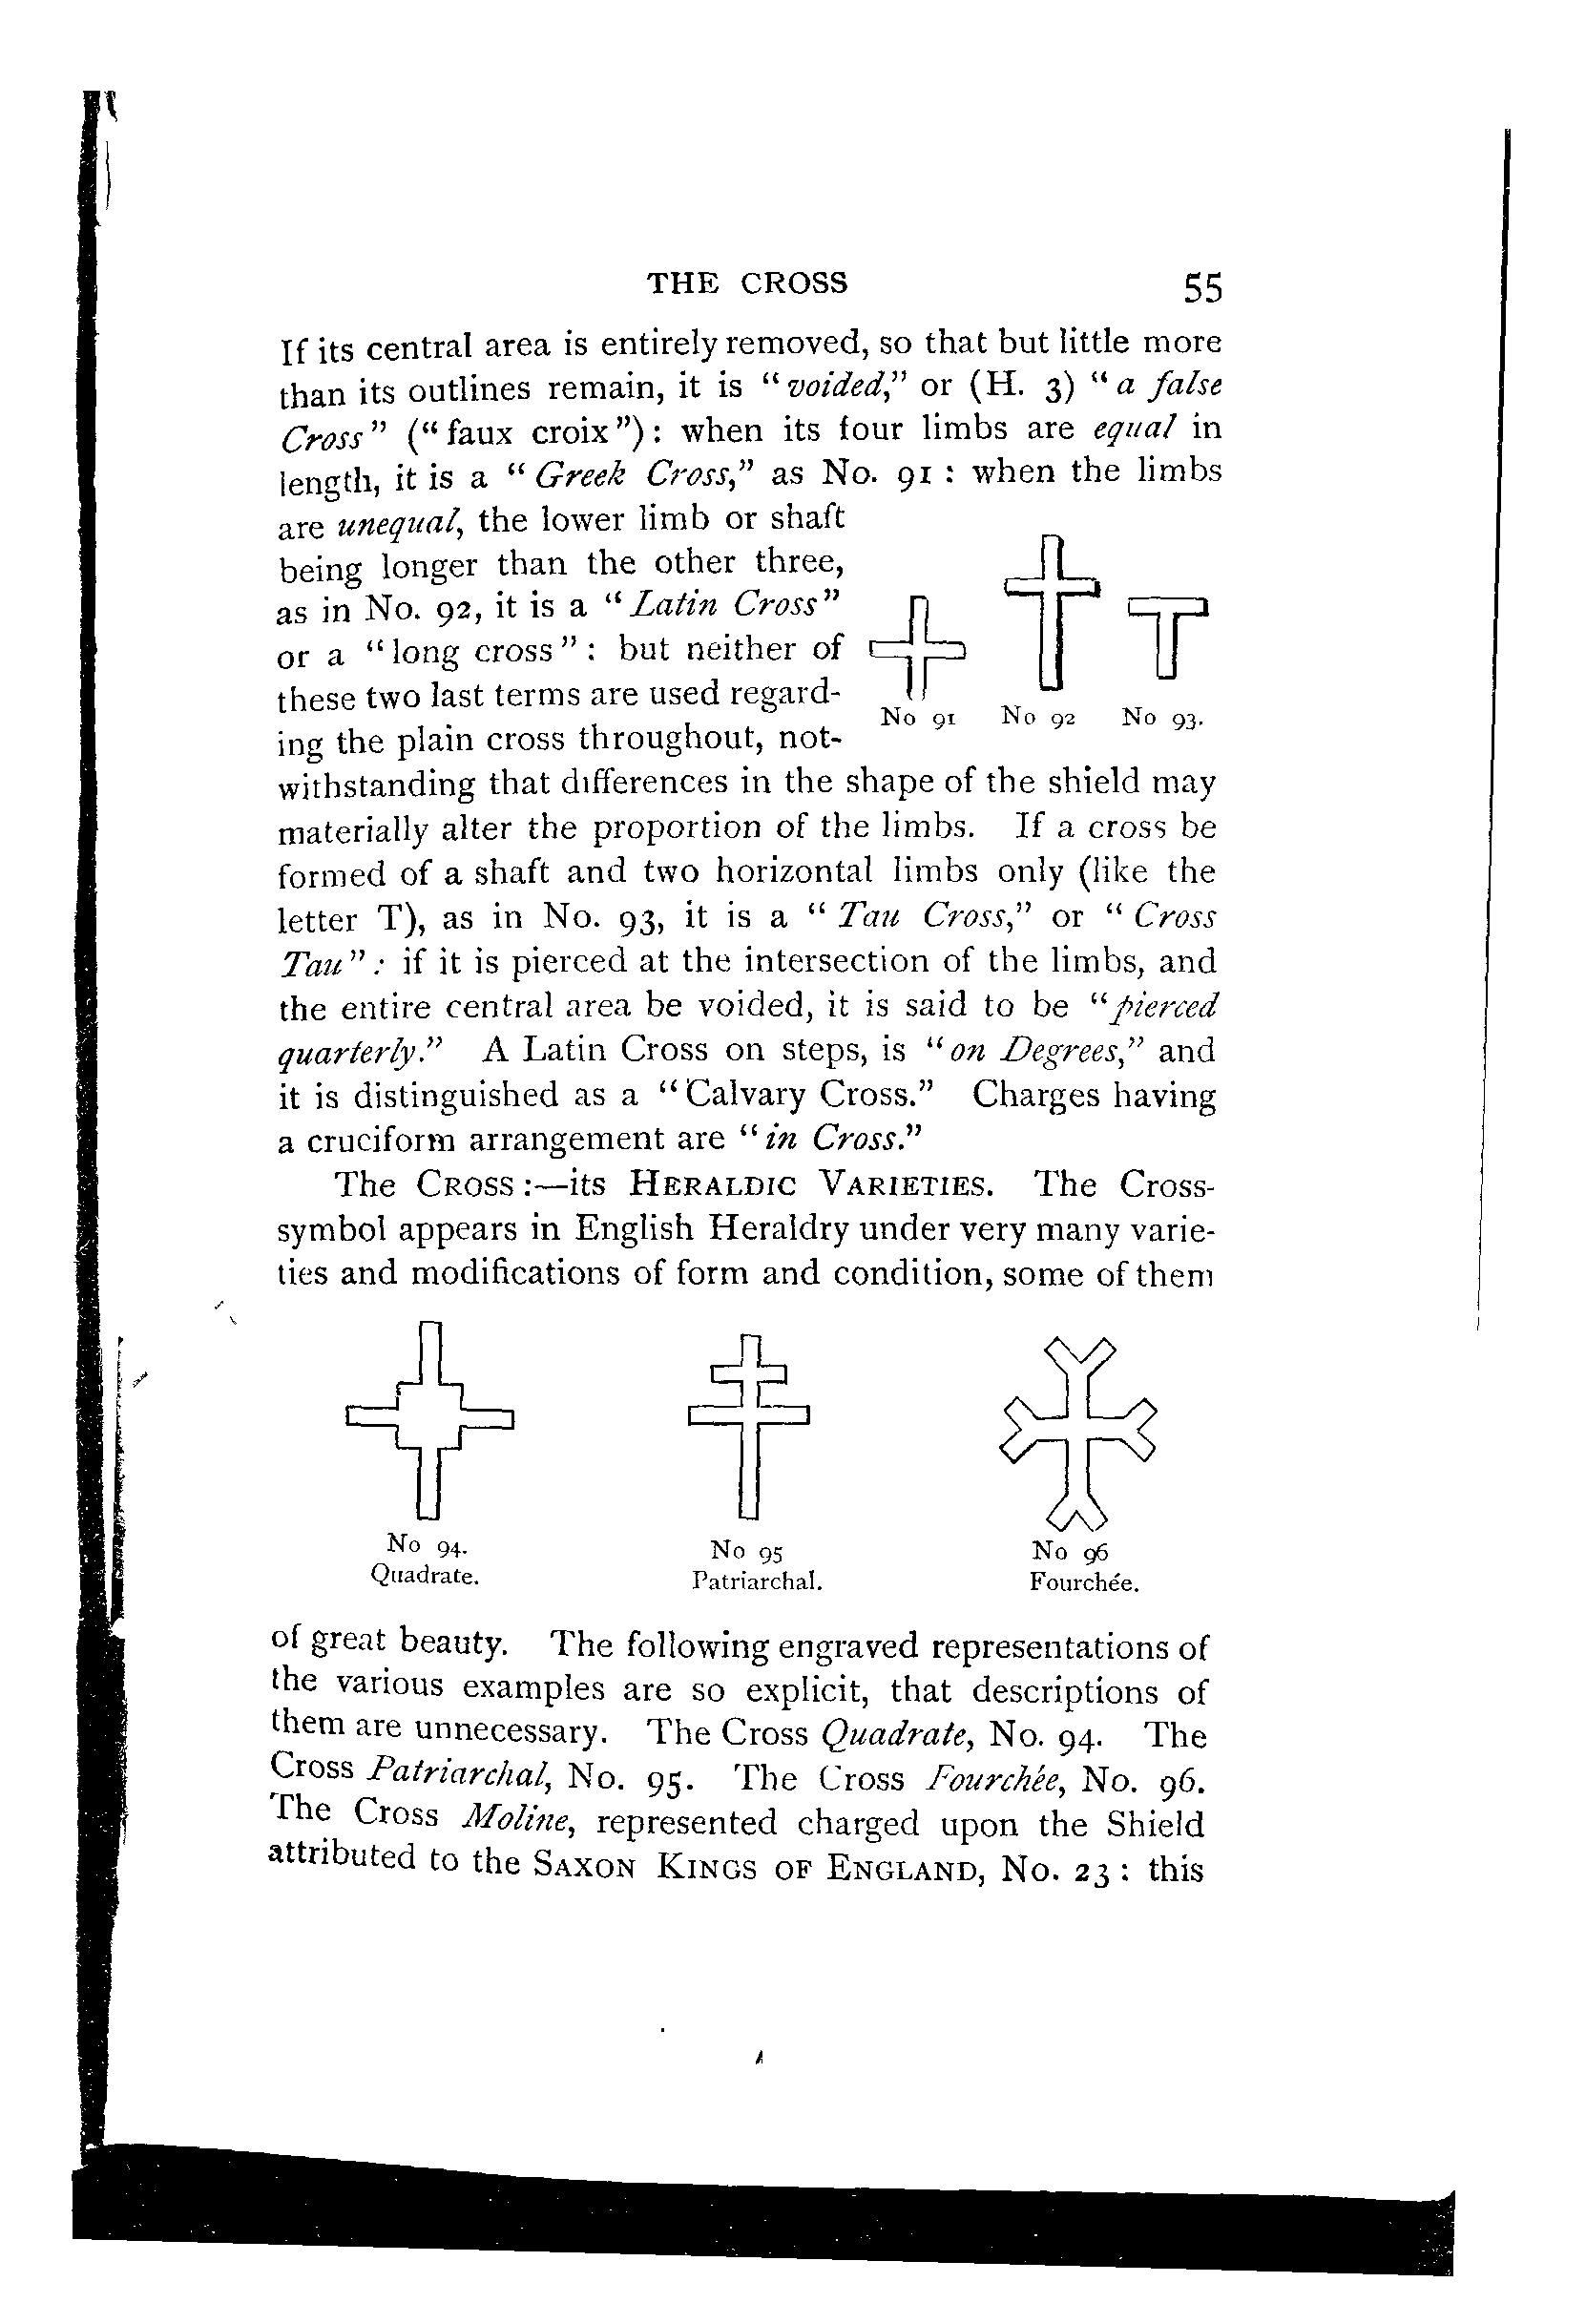 THE CROSS 55
If its central area is entirely removed, so that but little more
than its outlines remain, it is “voided,” or (H. 3) “a false
Cross” (“faux croix”): when its four limbs are equal in
length, it is a “Greek Cross,” as No. 91 : when the limbs
are unequal, the lower limb or shaft
being longer than the other three,
as in No. 92, it is a “Latin Cross”
or a “long cross”: but neither of
these two last terms are used regard-
ing the plain cross throughout, not-
No 91 No 92 No 93.
withstanding that differences in the shape of the shield may
materially alter the proportion of the limbs. If a cross be
formed of a shaft and two horizontal limbs only (like the
letter T), as in No. 93, it is a “Tau Cross,” or “Cross
Tau”: if it is pierced at the intersection of the limbs, and
the entire central area be voided, it is said to be “pierced
quarterly.” A Latin Cross on steps, is “on Degrees,” and
it is distinguished as a “Calvary Cross.” Charges having
a cruciform arrangement are “in Cross.”
The CROSS :—its HERALDIC VARIETIES. The Cross-
symbol appears in English Heraldry under very many varie-
ties and modifications of form and condition, some of them
No 94. No 95 No 96
Quadrate. Patriarchal. Fourchée.
of great beauty. The following engraved representations of
the various examples are so explicit, that descriptions of
them are unnecessary. The Cross Quadrate, No. 94. The
Cross Patriarchal, No. 95. The Cross Fourchée, No. 96.
The Cross Moline, represented charged upon the Shield
attributed to the SAXON KINGS OF ENGLAND, No. 23 : this